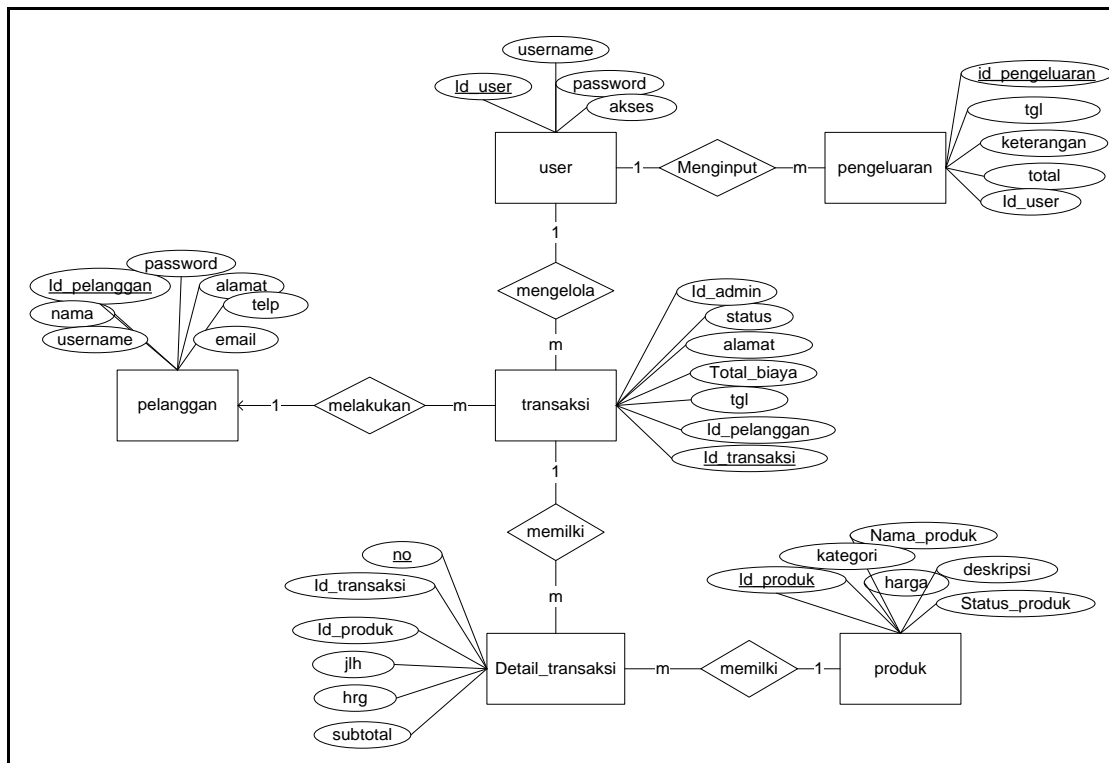 username
Id_user
password
akses
id_pengeluaran
tgl
keterangan
total
Id_user
user
1
Menginput
m
pengeluaran
1
mengelola
m
password
Id_pelanggan
alamat
nama
telp
username
email
Id_admin
status
alamat
Total_biaya
tgl
Id_pelanggan
Id_transaksi
pelanggan
1
melakukan
m
transaksi
1
memilki
m
no
Id_transaksi
Id_produk
jlh
hrg
subtotal
Nama_produk
kategori
Id_produk
harga
deskripsi
Status_produk
Detail_transaksi
m
memilki
1
produk